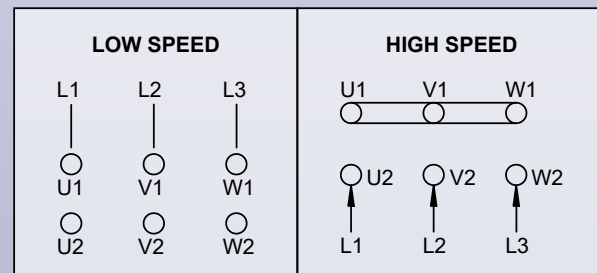 LOW SPEED
L1 L2 L3
U1 V1 W1
U2 V2 W2
HIGH SPEED
U1 V1 W1
U2 V2 W2
L1 L2 L3